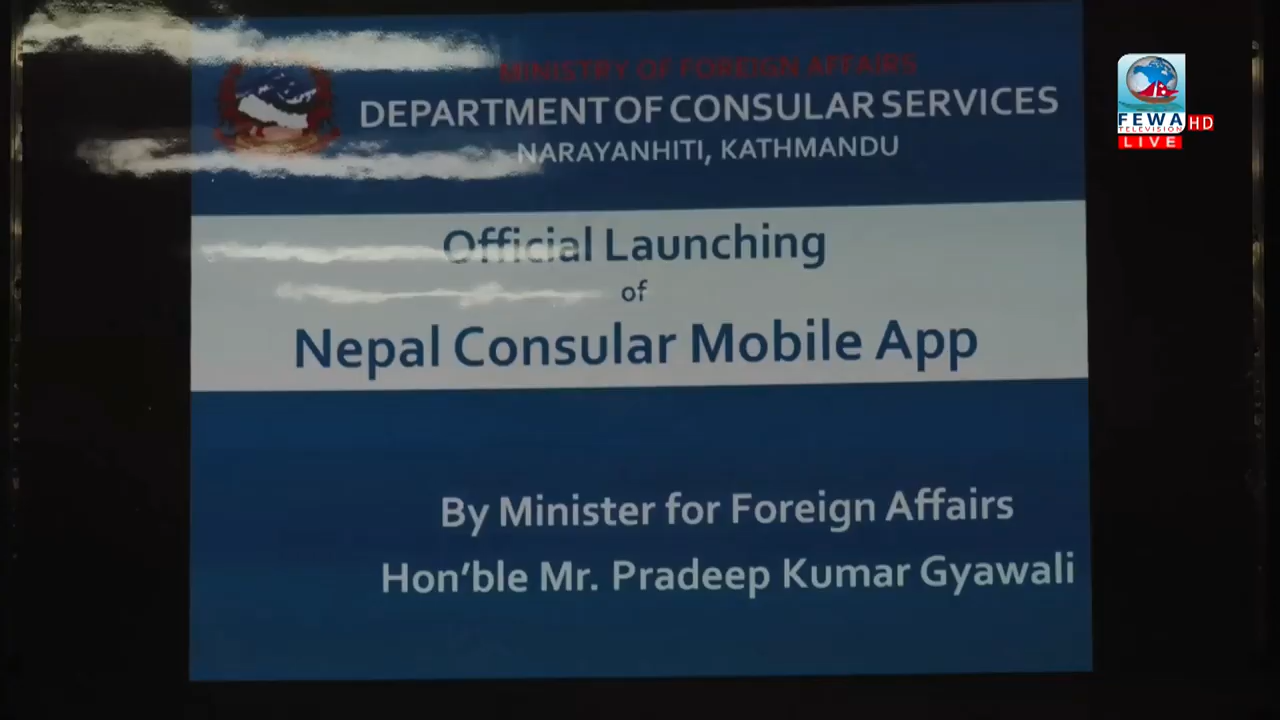 MINISTRY OF FOREIGN AFFAIRS
DEPARTMENT OF CONSULAR SERVICES
NARAYANHITI, KATHMANDU
Official Launching
of
Nepal Consular Mobile App
By Minister for Foreign Affairs
Hon'ble Mr. Pradeep Kumar Gyawali
FEWA HD
TELEVISION
LIVE